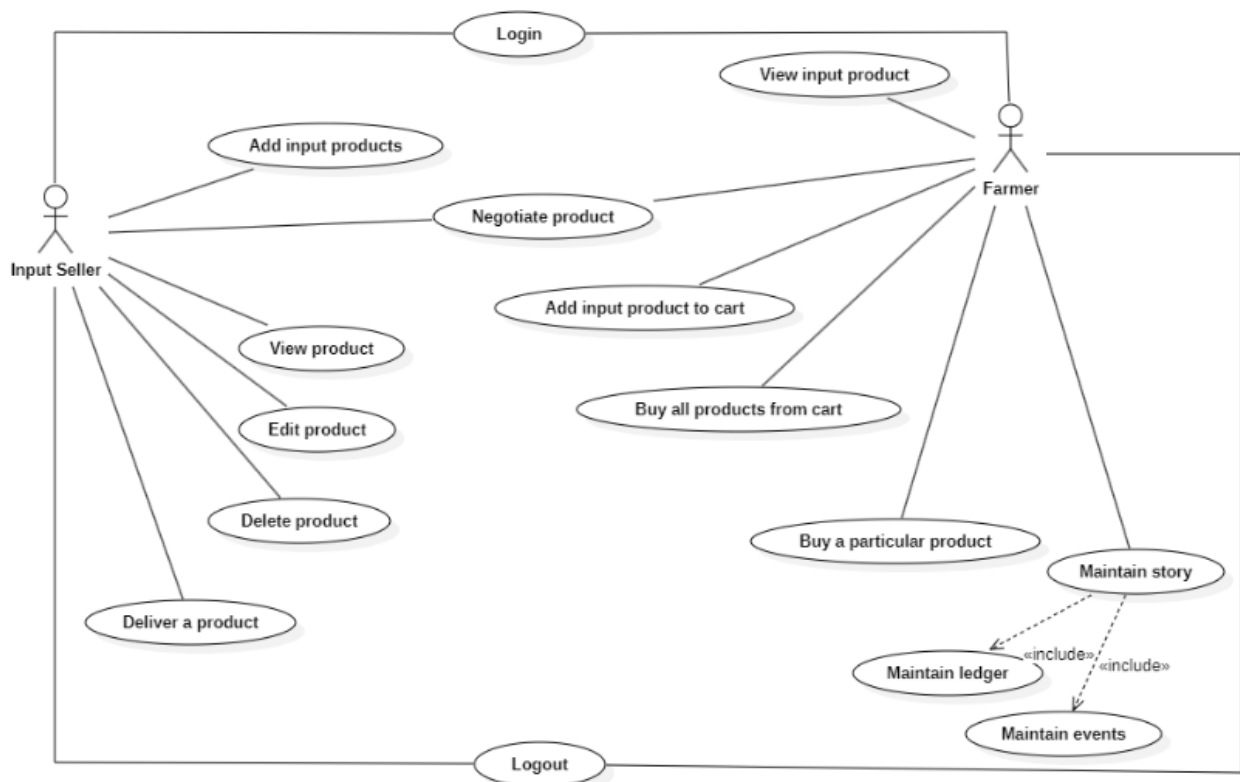 Login
View input product
Add input products
Farmer
Negotiate product
Input Seller
Add input product to cart
View product
Buy all products from cart
Edit product
Delete product
Buy a particular product
Maintain story
Deliver a product
«include»
«include»
Maintain ledger
Maintain events
Logout